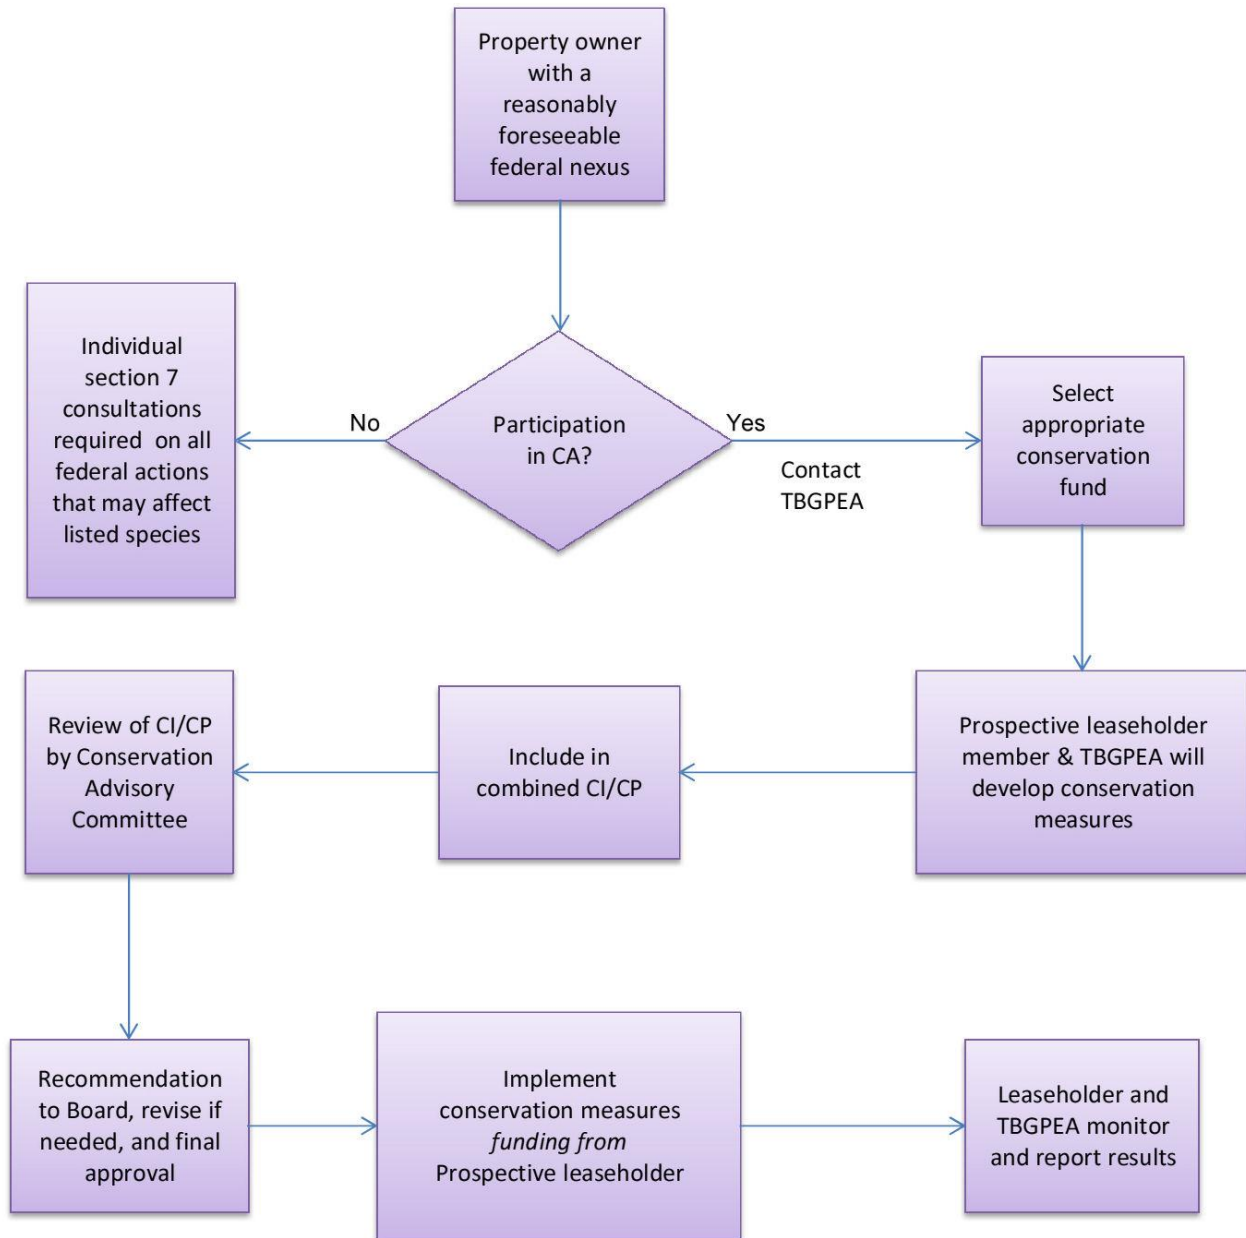 Property owner
with a
reasonably
foreseeable
federal nexus
Individual
section 7
consultations
required on all
federal actions
that may affect
listed species
No
Participation
in CA?
Yes
Contact
TBGPEA
Select
appropriate
conservation
fund
Prospective leaseholder
member & TBGPEA will
develop conservation
measures
Include in
combined CI/CP
Review of CI/CP
by Conservation
Advisory
Committee
Recommendation
to Board, revise if
needed, and final
approval
Implement
conservation measures
funding from
Prospective leaseholder
Leaseholder and
TBGPEA monitor
and report results